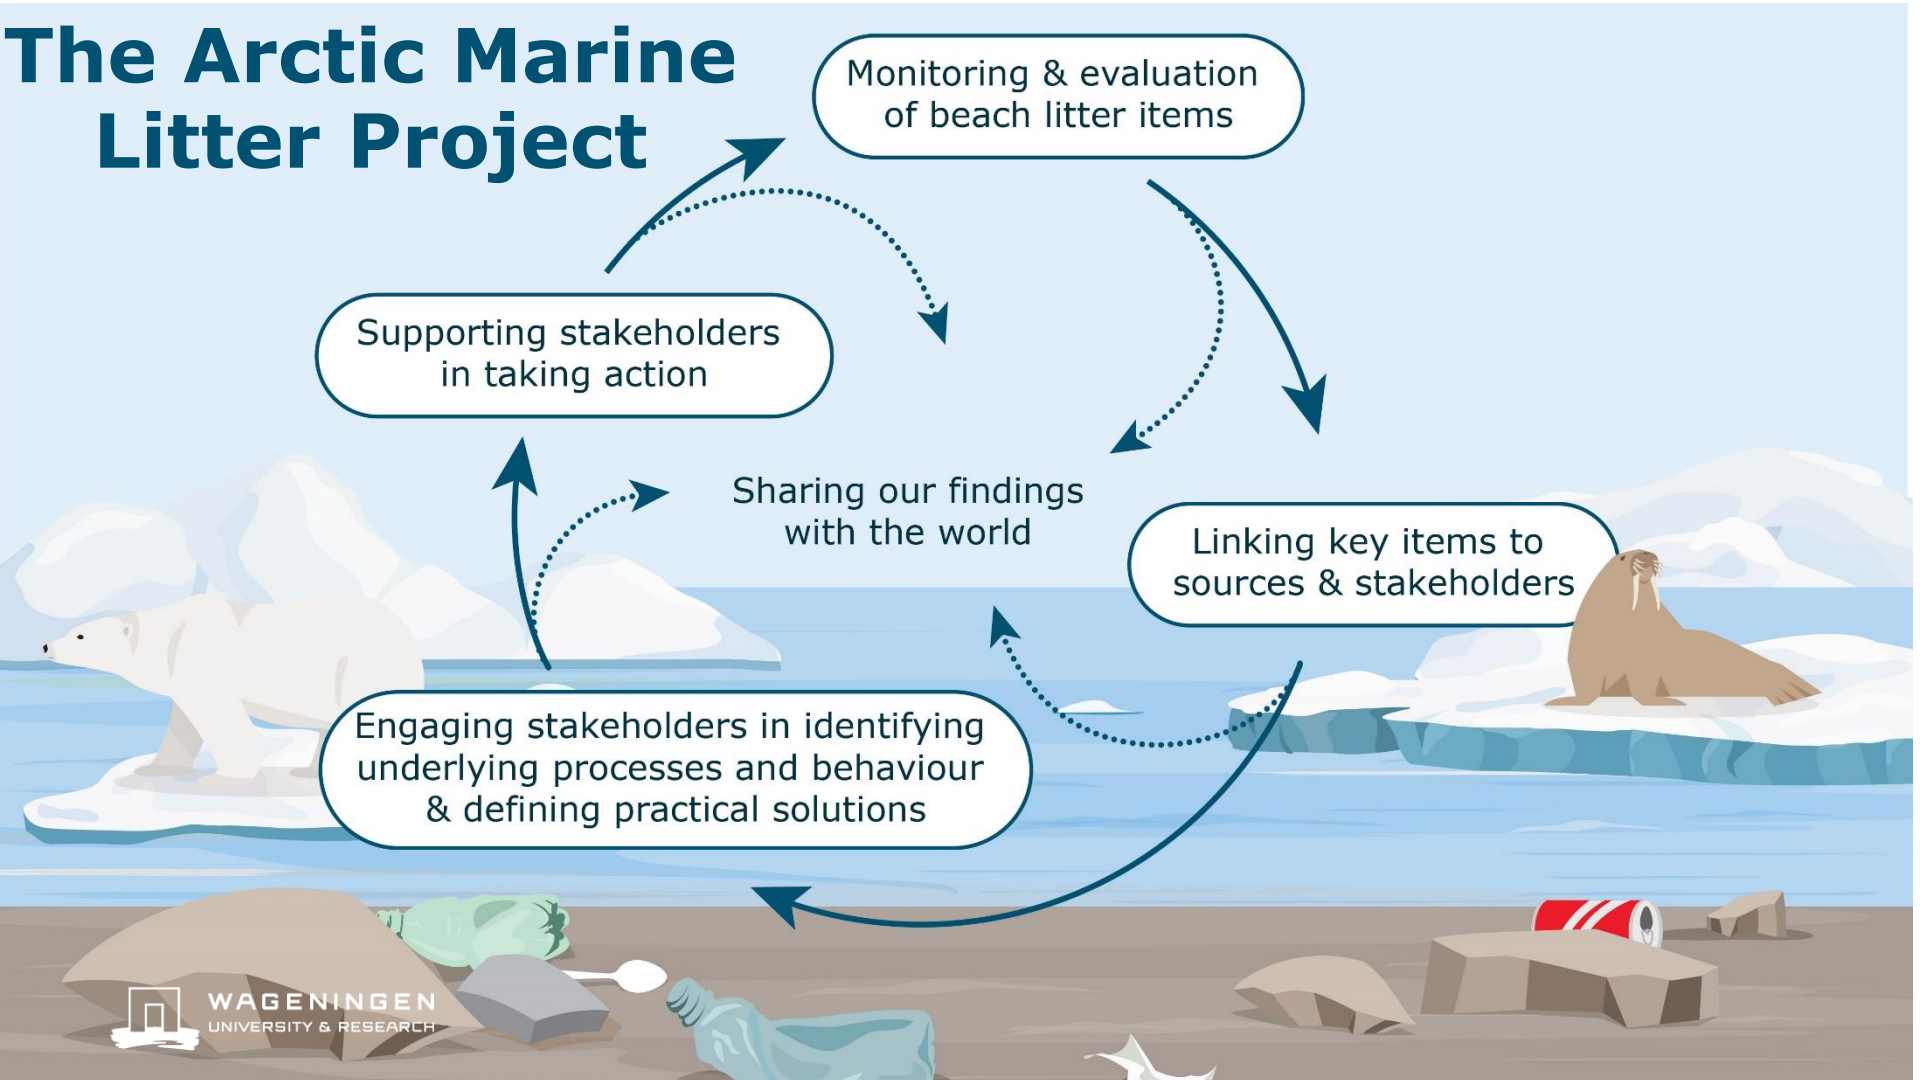 The Arctic Marine
Litter Project
Monitoring & evaluation
of beach litter items
Supporting stakeholders
in taking action
Sharing our findings
with the world
Linking key items to
sources & stakeholders
Engaging stakeholders in identifying
underlying processes and behaviour
& defining practical solutions
WAGENINGEN
UNIVERSITY & RESEARCH